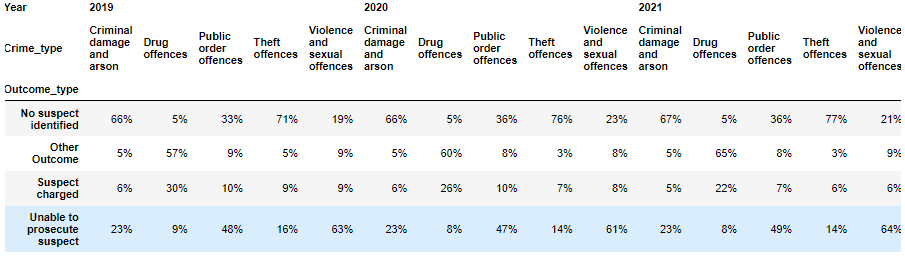 Year 2019 2020 2021
Crime_type Criminal damage and arson Drug offences Public order offences Theft offences Violence and sexual offences Criminal damage and arson Drug offences Public order offences Theft offences Violence and sexual offences Criminal damage and arson Drug offences Public order offences Theft offences Violence and sexual offences
Outcome_type
No suspect identified 66% 5% 33% 71% 19% 66% 5% 36% 76% 23% 67% 5% 36% 77% 21%
Other Outcome 5% 57% 9% 5% 9% 5% 60% 8% 3% 8% 5% 65% 8% 3% 9%
Suspect charged 6% 30% 10% 9% 9% 6% 26% 10% 7% 8% 5% 22% 7% 6% 6%
Unable to prosecute suspect 23% 9% 48% 16% 63% 23% 8% 47% 14% 61% 23% 8% 49% 14% 64%